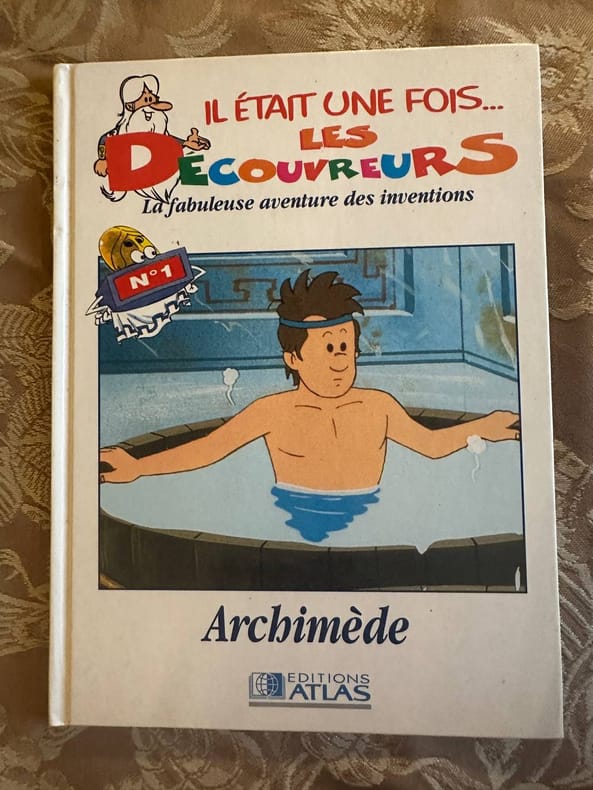 IL ÉTAIT UNE FOIS...
LES
DÉCOUVREURS
La fabuleuse aventure des inventions
N°1
Archimède
EDITIONS
ATLAS